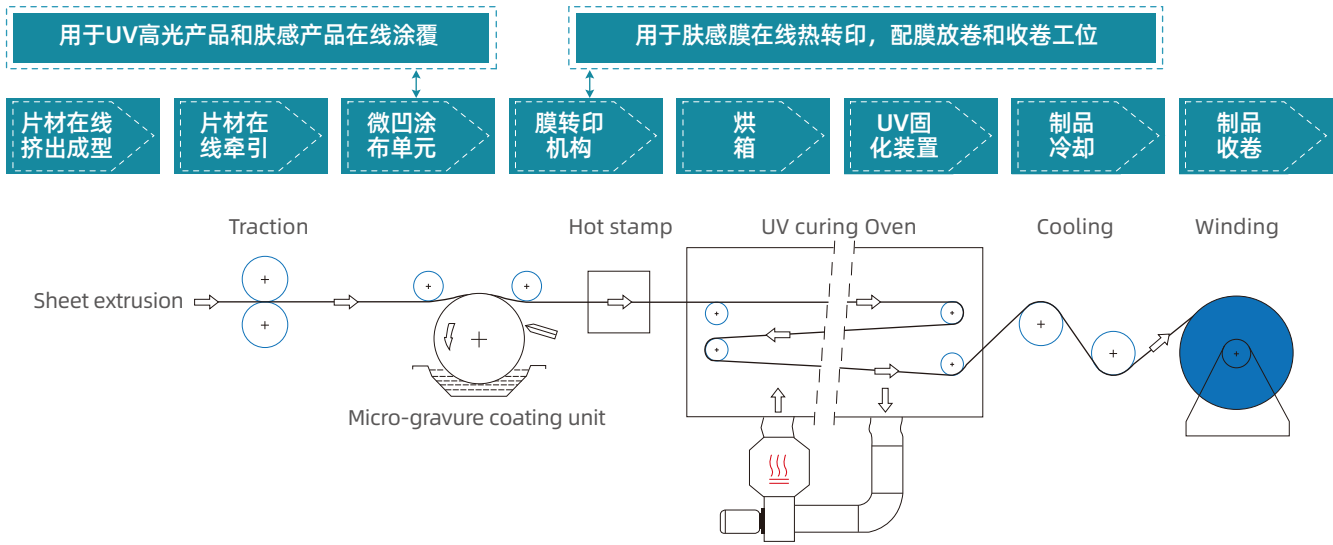 用于UV高光产品和肤感产品在线涂覆
用于肤感膜在线热转印，配膜放卷和收卷工位
片材在线
挤出成型
片材在
线牵引
微凹涂
布单元
膜转印
机构
烘
箱
UV固
化装置
制品
冷却
制品
收卷
Traction
Hot stamp
UV curing Oven
Cooling
Winding
Sheet extrusion
Micro-gravure coating unit